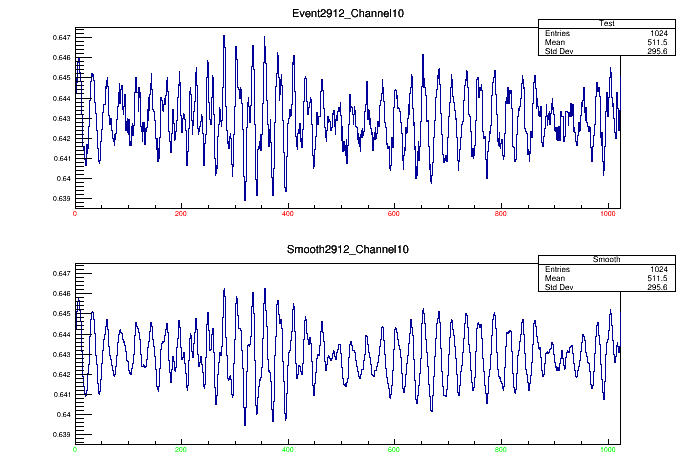 Event2912_Channel10
Test
Entries 1024
Mean 511.5
Std Dev 295.6
0.647
0.646
0.645
0.644
0.643
0.642
0.641
0.64
0.639
0 200 400 600 800 1000
Smooth2912_Channel10
Smooth
Entries 1024
Mean 511.5
Std Dev 295.6
0.647
0.646
0.645
0.644
0.643
0.642
0.641
0.64
0.639
0 200 400 600 800 1000